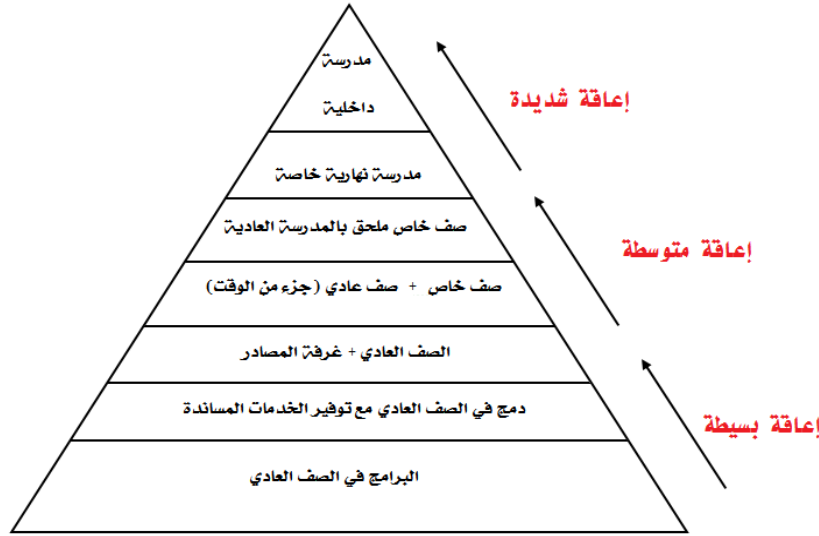 مدرسة
داخلية
إعاقة شديدة
مدرسة نهارية خاصة
صف خاص ملحق بالمدرسة العادية
إعاقة متوسطة
صف خاص + صف عادي (جزء من الوقت)
الصف العادي + غرفة المصادر
دمج في الصف العادي مع توفير الخدمات المساندة
إعاقة بسيطة
البرامج في الصف العادي